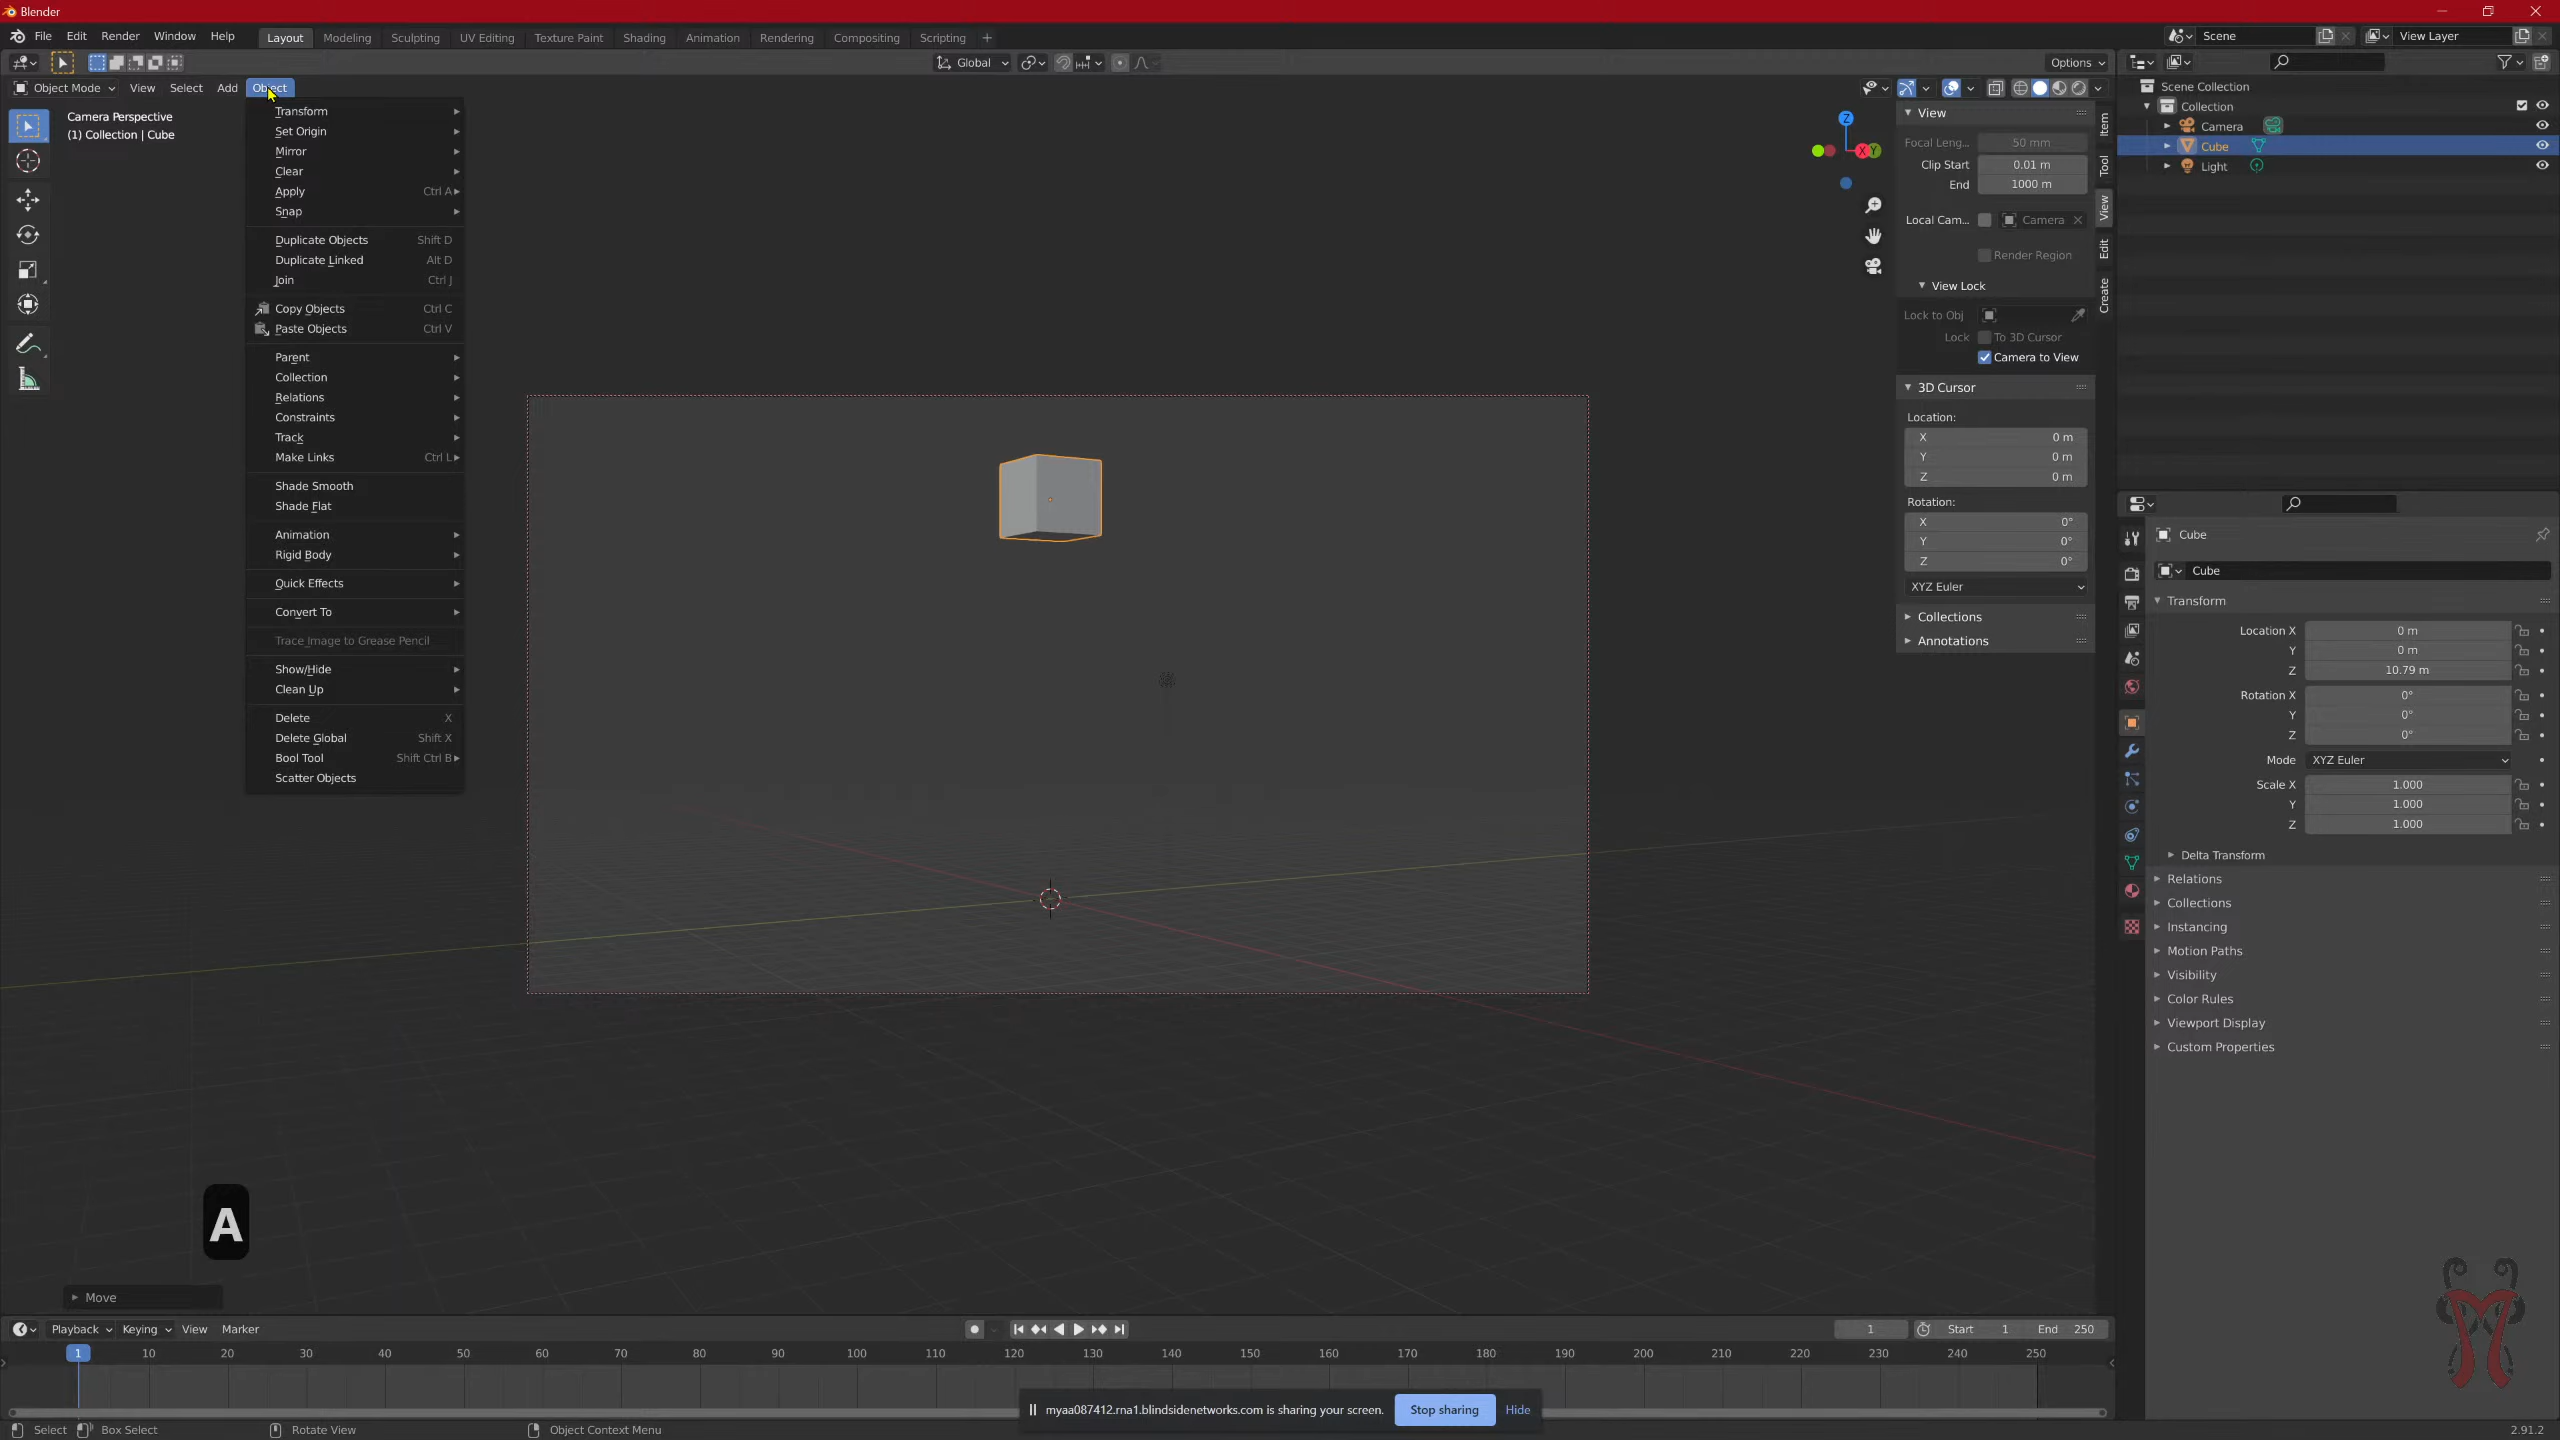 Blender
File Edit Render Window Help Layout Modeling Sculpting UV Editing Texture Paint Shading Animation Rendering Compositing Scripting + Scene View Layer
Global Options
Object Mode View Select Add Object
Camera Perspective
(1) Collection | Cube
Transform
Set Origin
Mirror
Clear
Apply Ctrl A
Snap
Duplicate Objects Shift D
Duplicate Linked Alt D
Join Ctrl J
Copy Objects Ctrl C
Paste Objects Ctrl V
Parent
Collection
Relations
Constraints
Track
Make Links Ctrl L
Shade Smooth
Shade Flat
Animation
Rigid Body
Quick Effects
Convert To
Trace Image to Grease Pencil
Show/Hide
Clean Up
Delete X
Delete Global Shift X
Bool Tool Shift Ctrl B
Scatter Objects
Z
X Y
View
Focal Leng... 50 mm
Clip Start 0.01 m
End 1000 m
Local Cam... Camera
Render Region
View Lock
Lock to Obj
Lock To 3D Cursor
Camera to View
3D Cursor
Location:
X 0 m
Y 0 m
Z 0 m
Rotation:
X 0°
Y 0°
Z 0°
XYZ Euler
Collections
Annotations
Item
Tool
View
Edit
Create
Scene Collection
Collection
Camera
Cube
Light
Cube
Cube
Transform
Location X 0 m
Y 0 m
Z 10.79 m
Rotation X 0°
Y 0°
Z 0°
Mode XYZ Euler
Scale X 1.000
Y 1.000
Z 1.000
Delta Transform
Relations
Collections
Instancing
Motion Paths
Visibility
Color Rules
Viewport Display
Custom Properties
A
Move
Playback Keying View Marker 1 Start 1 End 250
1 10 20 30 40 50 60 70 80 90 100 110 120 130 140 150 160 170 180 190 200 210 220 230 240 250
myaa087412.rna1.blindsidenetworks.com is sharing your screen. Stop sharing Hide
Select Box Select Rotate View Object Context Menu 2.91.2